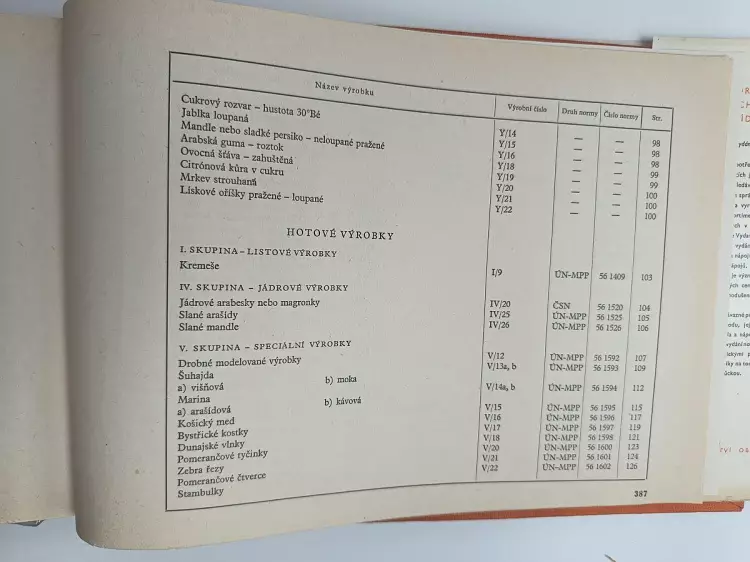 Název výrobku Výrobní číslo Druh normy Číslo normy Str.
Cukrový rozvar – hustota 30°Bé Y/14 — — 98
Jablka loupaná Y/15 — — 98
Mandle nebo sladké persiko – neloupané pražené Y/16 — — 98
Arabská guma – roztok Y/18 — — 99
Ovocná šťáva – zahuštěná Y/19 — — 99
Citrónová kůra v cukru Y/20 — — 100
Mrkev strouhaná Y/21 — — 100
Lískové oříšky pražené – loupané Y/22 — — 100
HOTOVÉ VÝROBKY
I. SKUPINA – LISTOVÉ VÝROBKY
Kremeše I/9 ÚN-MPP 56 1409 103
IV. SKUPINA – JÁDROVÉ VÝROBKY
Jádrové arabesky nebo magronky IV/20 ČSN 56 1520 104
Slané arašídy IV/25 ÚN-MPP 56 1525 105
Slané mandle IV/26 ÚN-MPP 56 1526 106
V. SKUPINA – SPECIÁLNÍ VÝROBKY
Drobné modelované výrobky V/12 ÚN-MPP 56 1592 107
Šuhajda V/13a, b ÚN-MPP 56 1593 109
a) višňová b) moka
Marina V/14a, b ÚN-MPP 56 1594 112
a) arašídová b) kávová
Košický med V/15 ÚN-MPP 56 1595 115
Bystřické kostky V/16 ÚN-MPP 56 1596 117
Dunajské vlnky V/17 ÚN-MPP 56 1597 119
Pomerančové tyčinky V/18 ÚN-MPP 56 1598 121
Zebra řezy V/20 ÚN-MPP 56 1600 123
Pomerančové čtverce V/21 ÚN-MPP 56 1601 124
Stambulky V/22 ÚN-MPP 56 1602 126
387